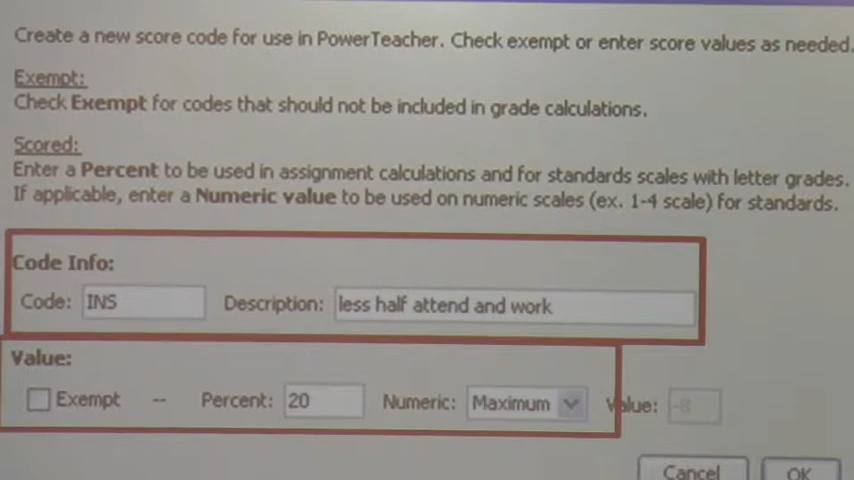 Create a new score code for use in PowerTeacher. Check exempt or enter score values as needed.
Exempt:
Check Exempt for codes that should not be included in grade calculations.
Scored:
Enter a Percent to be used in assignment calculations and for standards scales with letter grades.
If applicable, enter a Numeric value to be used on numeric scales (ex. 1-4 scale) for standards.
Code Info:
Code: INS Description: less half attend and work
Value:
Exempt -- Percent: 20 Numeric: Maximum Value:
Cancel OK